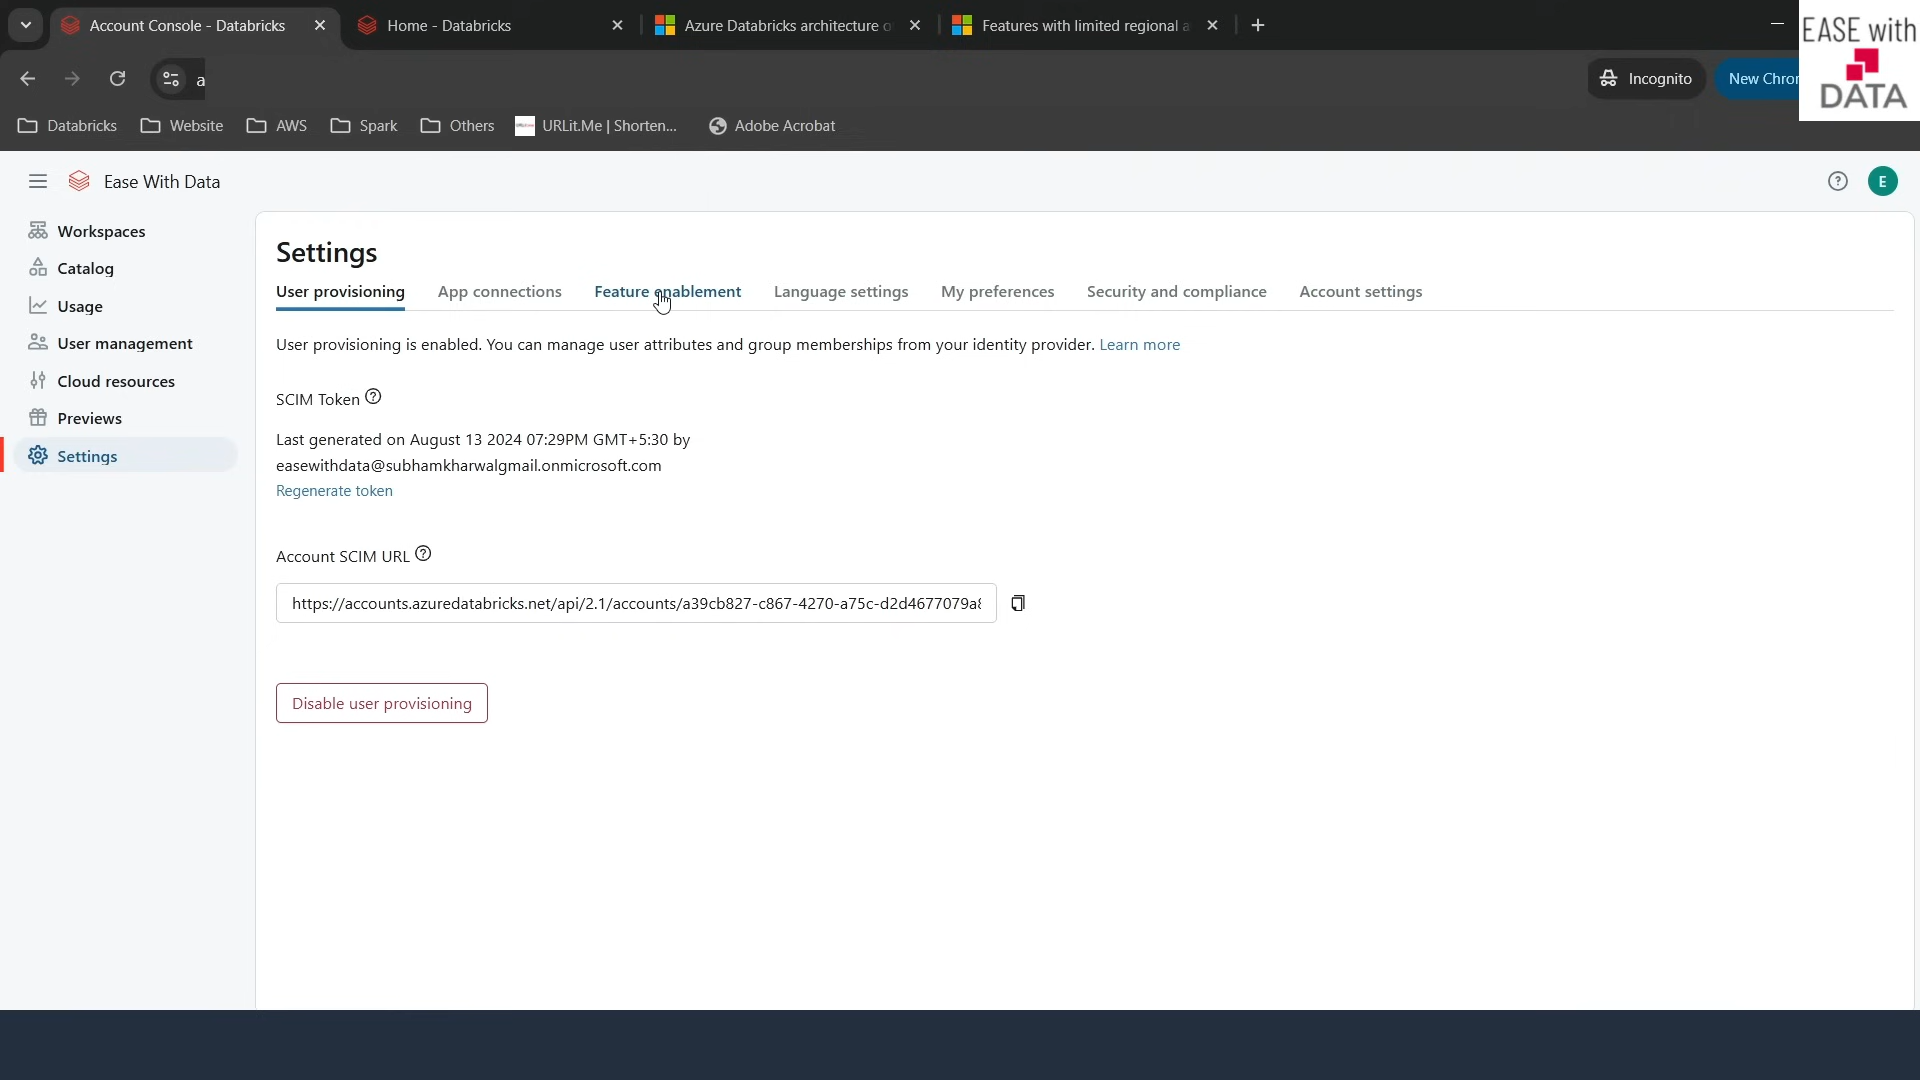 Account Console - Databricks
Home - Databricks
Azure Databricks architecture o
Features with limited regional a
EASE with
DATA
a
Incognito
New Chro
Databricks
Website
AWS
Spark
Others
URLit.Me | Shorten...
Adobe Acrobat
Ease With Data
E
Workspaces
Catalog
Usage
User management
Cloud resources
Previews
Settings
Settings
User provisioning
App connections
Feature enablement
Language settings
My preferences
Security and compliance
Account settings
User provisioning is enabled. You can manage user attributes and group memberships from your identity provider. Learn more
SCIM Token
Last generated on August 13 2024 07:29PM GMT+5:30 by
easewithdata@subhamkharwalgmail.onmicrosoft.com
Regenerate token
Account SCIM URL
https://accounts.azuredatabricks.net/api/2.1/accounts/a39cb827-c867-4270-a75c-d2d4677079a
Disable user provisioning